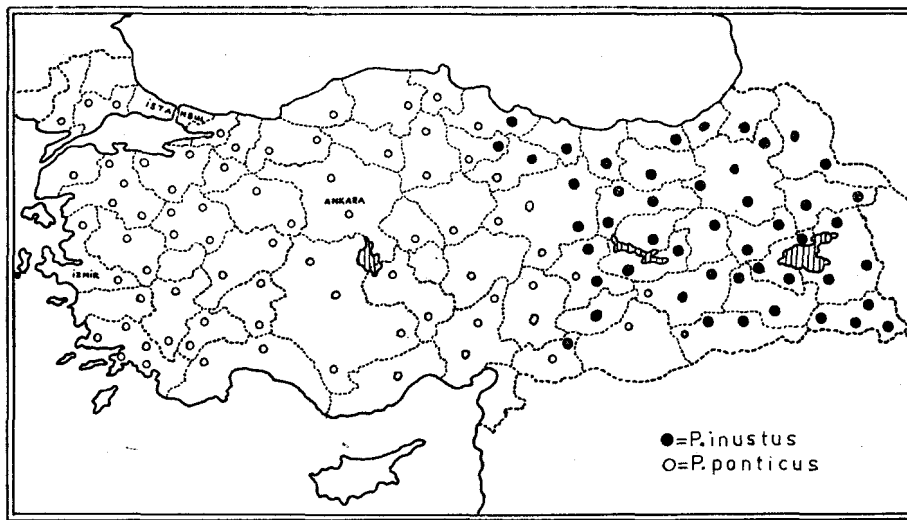 İSTANBUL
ANKARA
İZMİR
●=P.inustus
○=P.ponticus